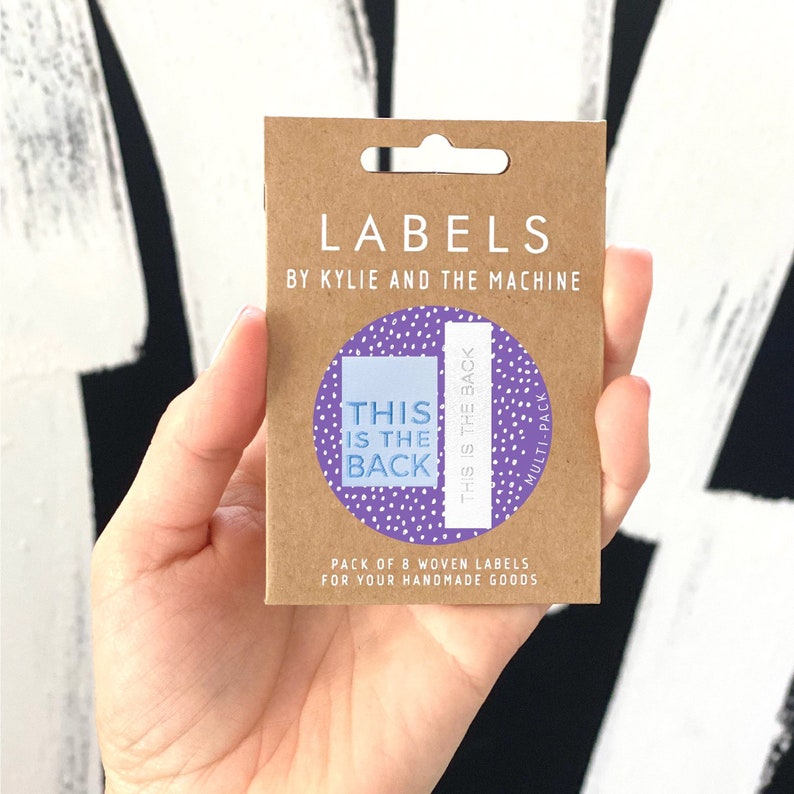 LABELS
BY KYLIE AND THE MACHINE
THIS
IS THE
BACK
THIS IS THE BACK
MULTI-PACK
PACK OF 8 WOVEN LABELS
FOR YOUR HANDMADE GOODS